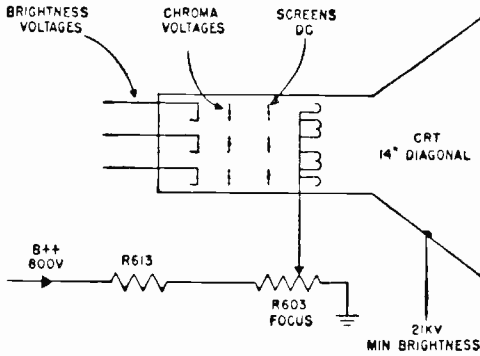 BRIGHTNESS
VOLTAGES
CHROMA
VOLTAGES
SCREENS
DC
CRT
14" DIAGONAL
B++
800V
R613
R603
FOCUS
21KV
MIN BRIGHTNESS